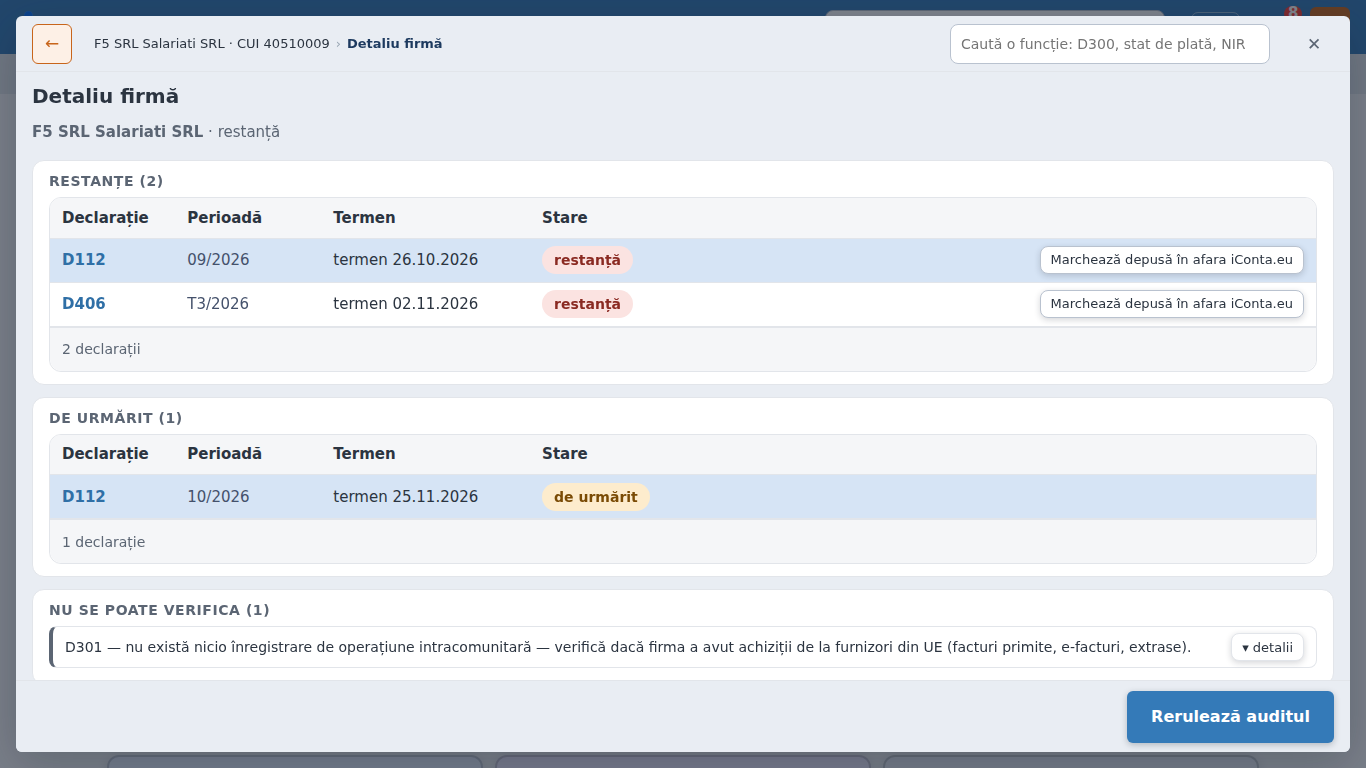 8
←
F5 SRL Salariati SRL · CUI 40510009 › Detaliu firmă
Caută o funcție: D300, stat de plată, NIR
✕
Detaliu firmă
F5 SRL Salariati SRL · restanță
RESTANȚE (2)
Declarație Perioadă Termen Stare
D112 09/2026 termen 26.10.2026 restanță Marchează depusă în afara iConta.eu
D406 T3/2026 termen 02.11.2026 restanță Marchează depusă în afara iConta.eu
2 declarații
DE URMĂRIT (1)
Declarație Perioadă Termen Stare
D112 10/2026 termen 25.11.2026 de urmărit
1 declarație
NU SE POATE VERIFICA (1)
D301 — nu există nicio înregistrare de operațiune intracomunitară — verifică dacă firma a avut achiziții de la furnizori din UE (facturi primite, e-facturi, extrase). ▾ detalii
Rerulează auditul